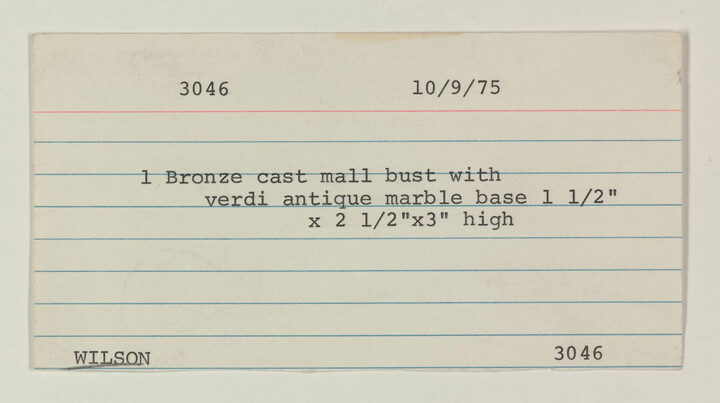 3046 10/9/75
1 Bronze cast mall bust with
verdi antique marble base 1 1/2"
x 2 1/2"x3" high
WILSON 3046